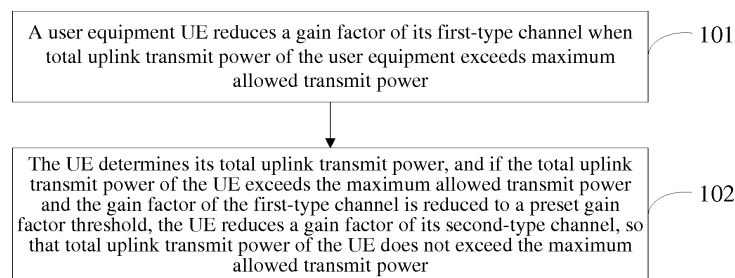 A user equipment UE reduces a gain factor of its first-type channel when
total uplink transmit power of the user equipment exceeds maximum
allowed transmit power
101
The UE determines its total uplink transmit power, and if the total uplink
transmit power of the UE exceeds the maximum allowed transmit power
and the gain factor of the first-type channel is reduced to a preset gain
factor threshold, the UE reduces a gain factor of its second-type channel, so
that total uplink transmit power of the UE does not exceed the maximum
allowed transmit power
102